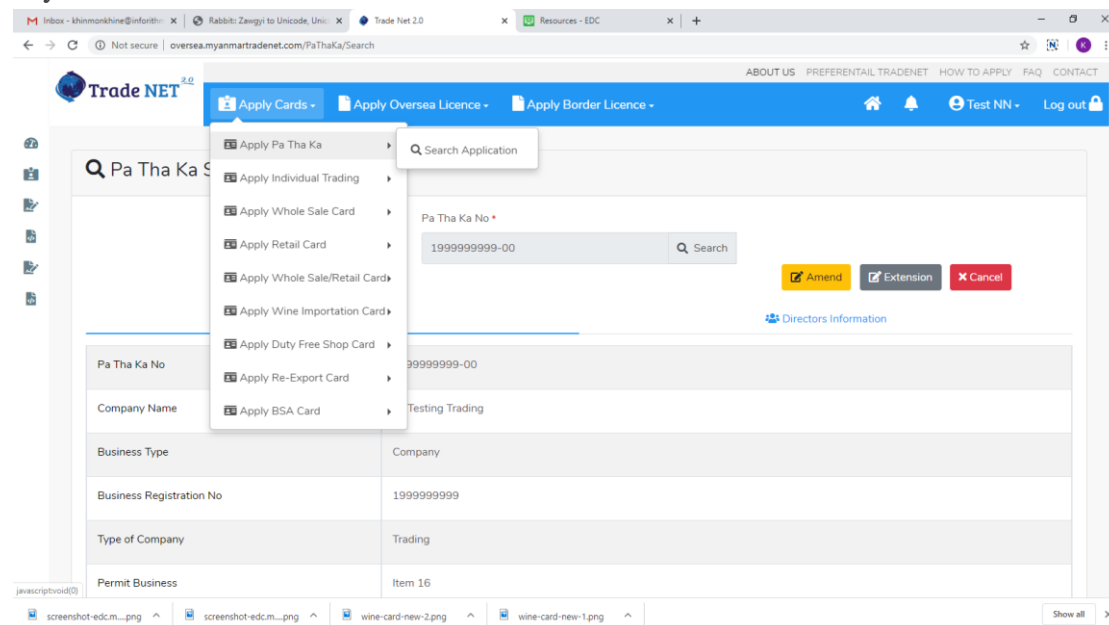 Inbox - khinmonkhine@inforithm
Rabbit: Zawgyi to Unicode, Unic
Trade Net 2.0
Resources - EDC
Not secure | oversea.myanmartradenet.com/PaThaKa/Search
K
ABOUT US PREFERENTAIL TRADENET HOW TO APPLY FAQ CONTACT
Trade NET 2.0
Apply Cards
Apply Oversea Licence
Apply Border Licence
Test NN
Log out
Apply Pa Tha Ka
Search Application
Apply Individual Trading
Apply Whole Sale Card
Apply Retail Card
Apply Whole Sale/Retail Card
Apply Wine Importation Card
Apply Duty Free Shop Card
Apply Re-Export Card
Apply BSA Card
Pa Tha Ka S
Pa Tha Ka No *
1999999999-00
Search
Amend
Extension
Cancel
Directors Information
Pa Tha Ka No
99999999-00
Company Name
Testing Trading
Business Type
Company
Business Registration No
1999999999
Type of Company
Trading
Permit Business
Item 16
javascript:void(0)
screenshot-edc.m....png
screenshot-edc.m....png
wine-card-new-2.png
wine-card-new-1.png
Show all